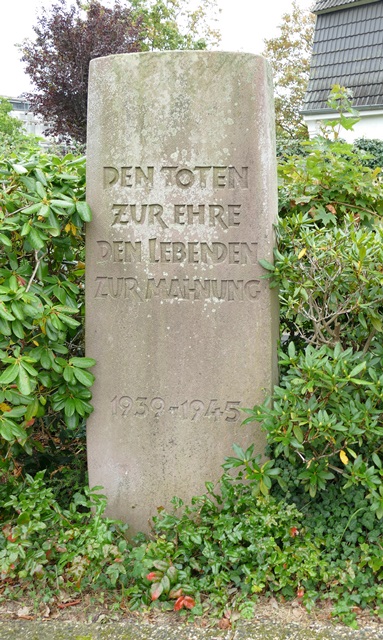 DEN TOTEN
ZUR EHRE
DEN LEBENDEN
ZUR MAHNUNG
1939-1945